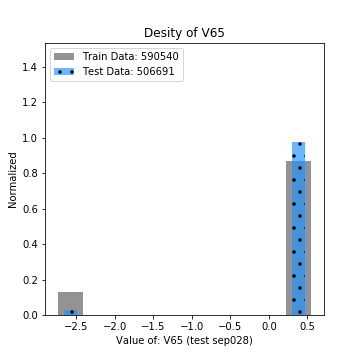 Desity of V65
Train Data: 590540
Test Data: 506691
Normalized
1.4
1.2
1.0
0.8
0.6
0.4
0.2
0.0
−2.5 −2.0 −1.5 −1.0 −0.5 0.0 0.5
Value of: V65 (test sep028)